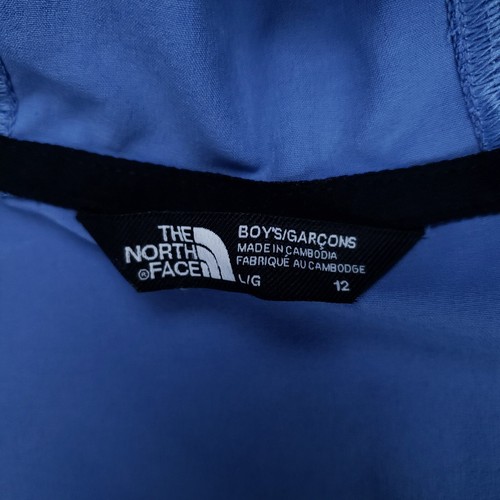 THE
NORTH
®FACE
BOY'S/GARÇONS
MADE IN CAMBODIA
FABRIQUÉ AU CAMBODGE
L/G 12